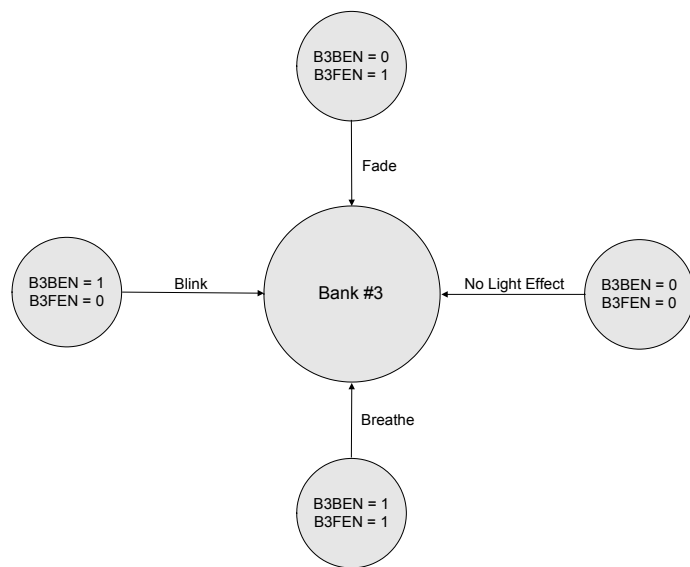 B3BEN = 0
B3FEN = 1
Fade
B3BEN = 1
B3FEN = 0
Blink
Bank #3
No Light Effect
B3BEN = 0
B3FEN = 0
Breathe
B3BEN = 1
B3FEN = 1